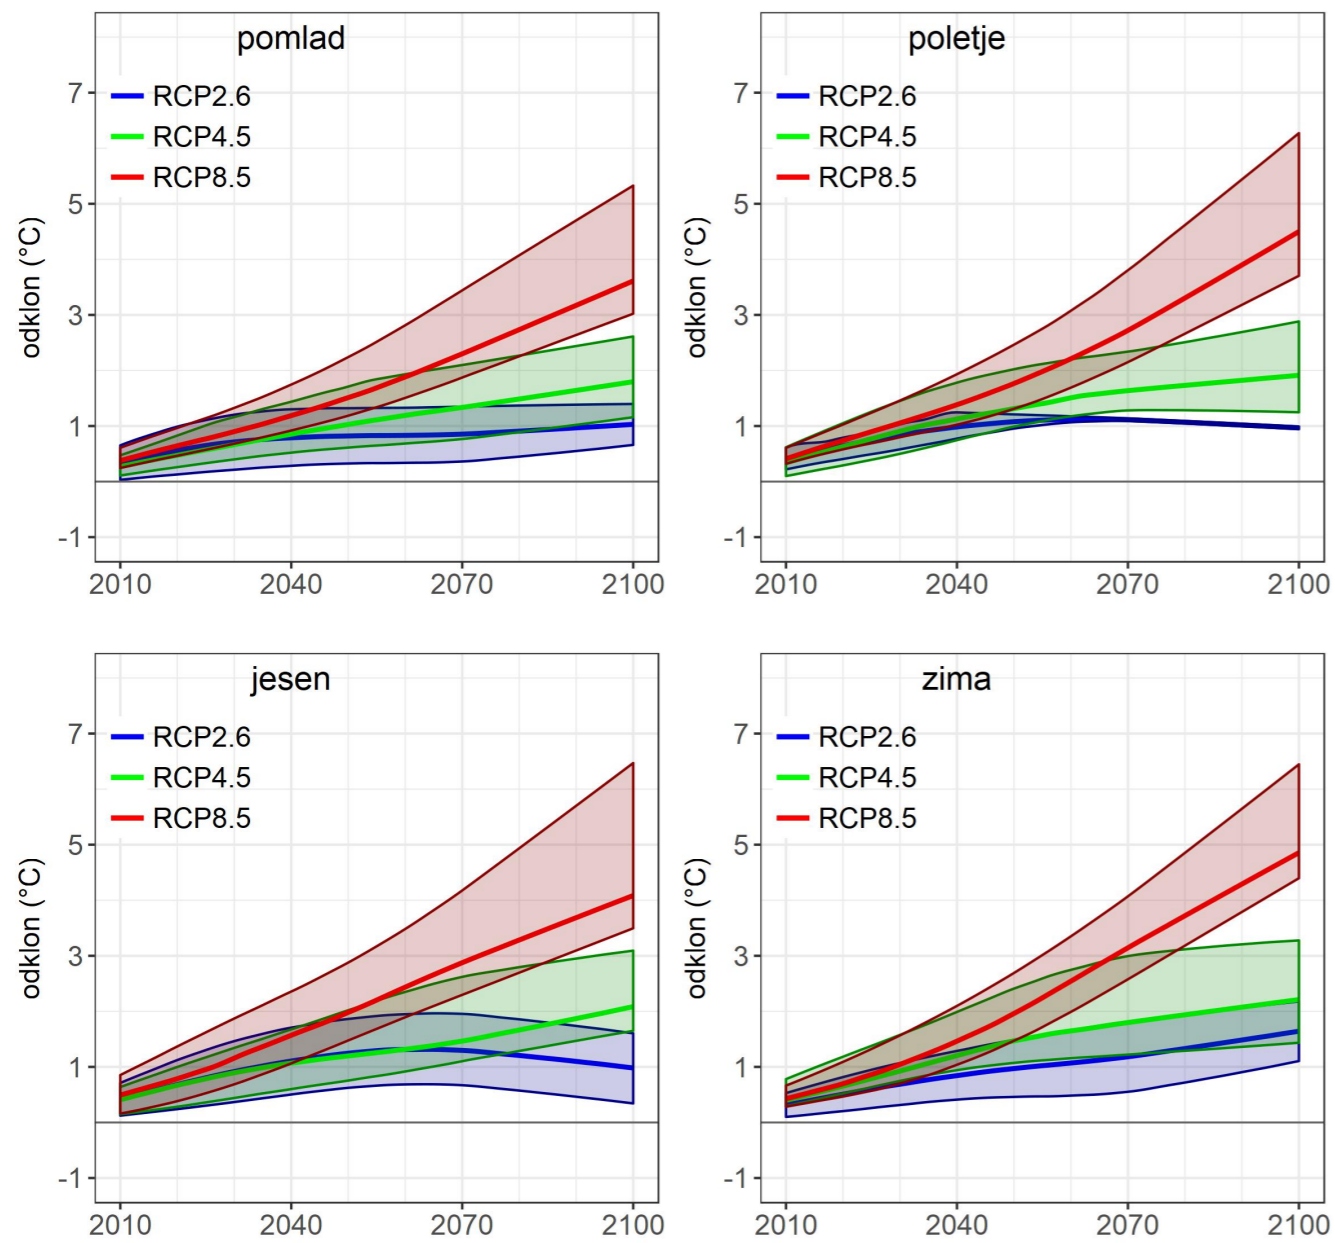 pomlad
RCP2.6
RCP4.5
RCP8.5
odklon (°C)
7
5
3
1
-1
2010 2040 2070 2100
poletje
RCP2.6
RCP4.5
RCP8.5
odklon (°C)
7
5
3
1
-1
2010 2040 2070 2100
jesen
RCP2.6
RCP4.5
RCP8.5
odklon (°C)
7
5
3
1
-1
2010 2040 2070 2100
zima
RCP2.6
RCP4.5
RCP8.5
odklon (°C)
7
5
3
1
-1
2010 2040 2070 2100